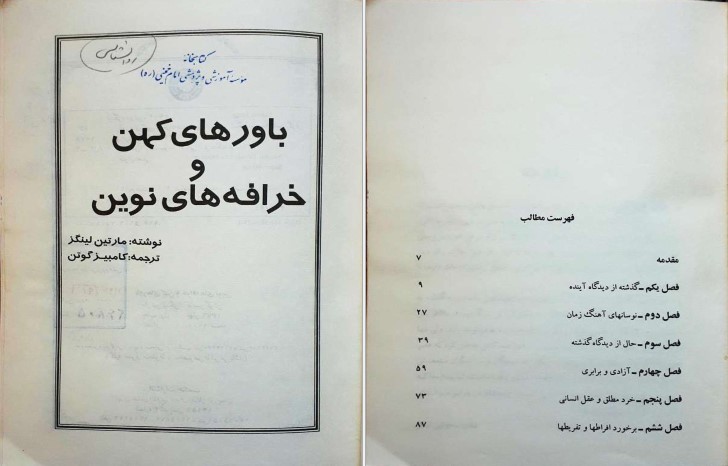 روانشناسی
کتابخانه
موسسه آموزشی و پژوهشی امام خمینی (ره)
باورهای کهن
و
خرافه‌های نوین
نوشته: مارتین لینگز
ترجمه: کامبیز گوتن
فهرست مطالب
مقدمه ۷
فصل یکم ـ گذشته از دیدگاه آینده ۹
فصل دوم ـ نوسانهای آهنگ زمان ۲۷
فصل سوم ـ حال از دیدگاه گذشته ۳۹
فصل چهارم ـ آزادی و برابری ۵۹
فصل پنجم ـ خرد مطلق و عقل انسانی ۷۳
فصل ششم ـ برخورد افراطها و تفریطها ۸۷